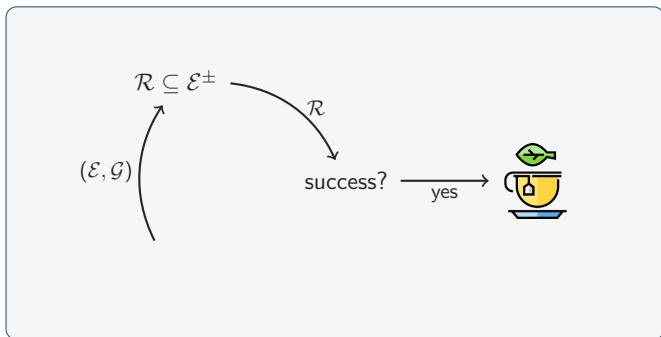 ℛ ⊆ ℰ±
ℛ
(ℰ, 𝒢)
success?
yes